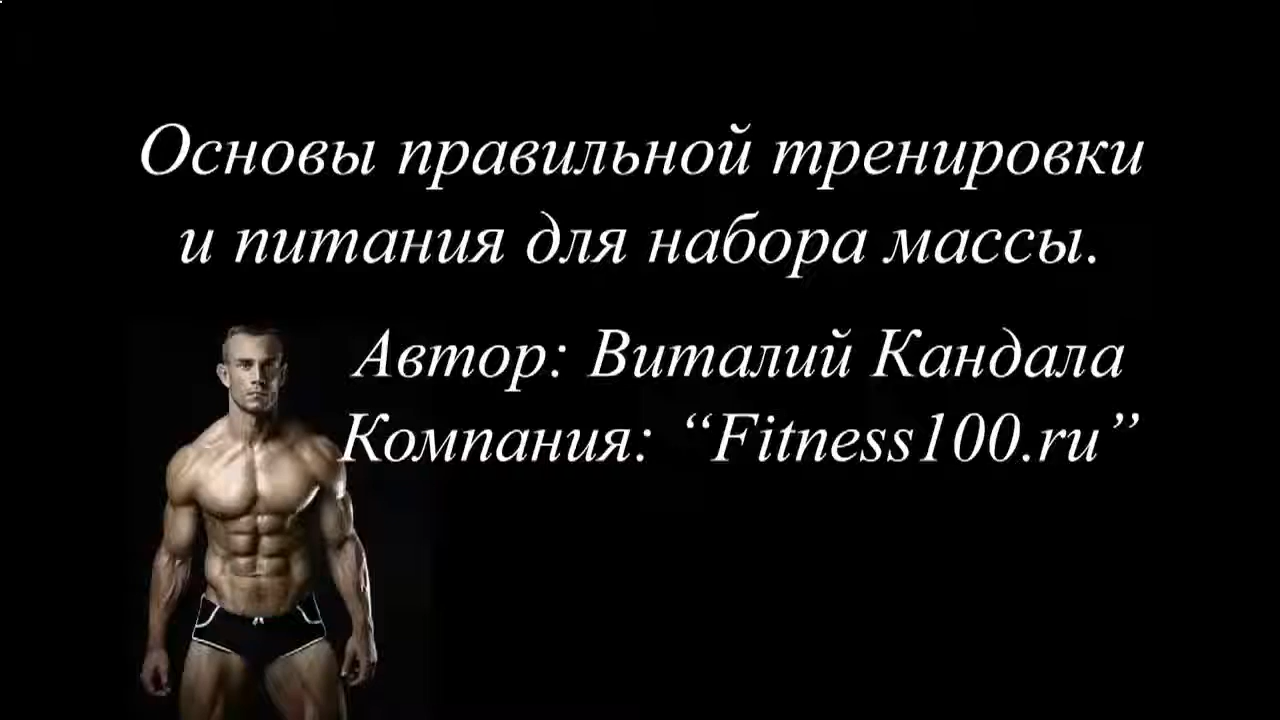 Основы правильной тренировки
и питания для набора массы.
Автор: Виталий Кандала
Компания: “Fitness100.ru”